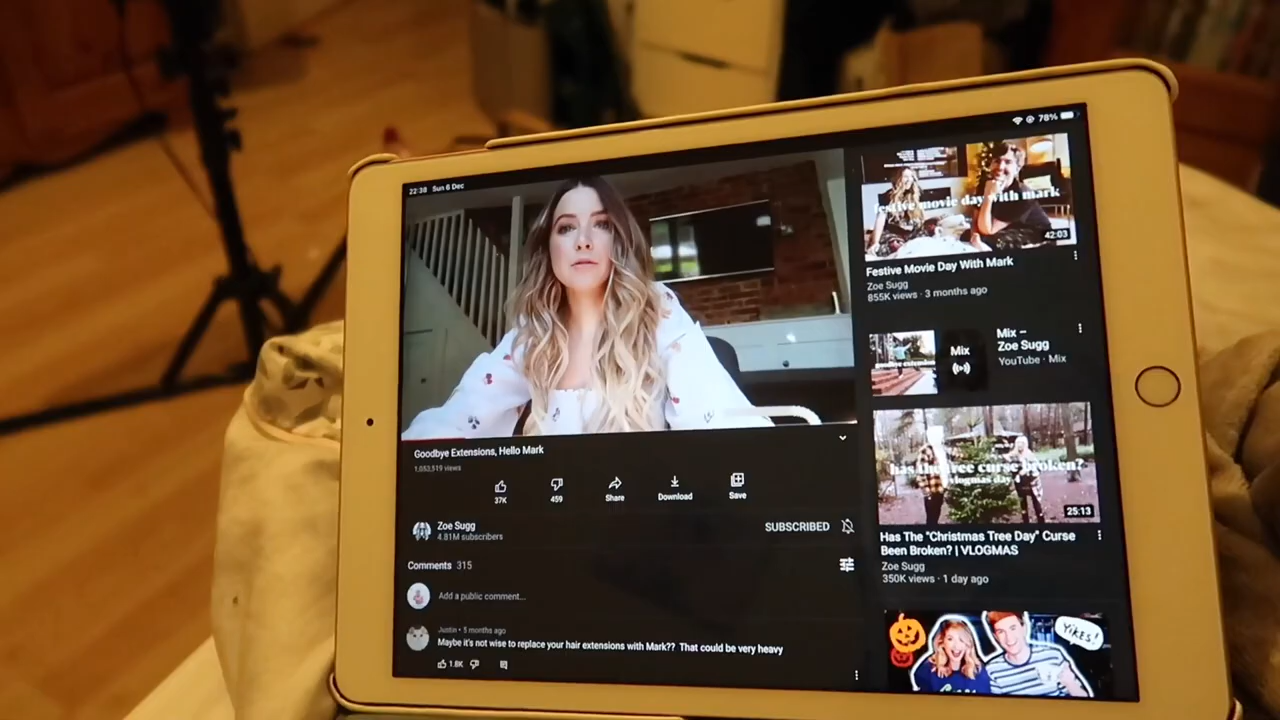 22:38 Sun 6 Dec
78%
Goodbye Extensions, Hello Mark
1,053,519 views
37K
459
Share
Download
Save
Zoe Sugg
4.81M subscribers
SUBSCRIBED
Comments 315
Add a public comment...
Justin • 5 months ago
Maybe it's not wise to replace your hair extensions with Mark?? That could be very heavy
1.8K
festive movie day with mark
42:03
Festive Movie Day With Mark
Zoe Sugg
855K views · 3 months ago
Mix
Mix –
Zoe Sugg
YouTube · Mix
has the tree curse broken?
vlogmas day 4
25:13
Has The "Christmas Tree Day" Curse
Been Broken? | VLOGMAS
Zoe Sugg
350K views · 1 day ago
YIKES!